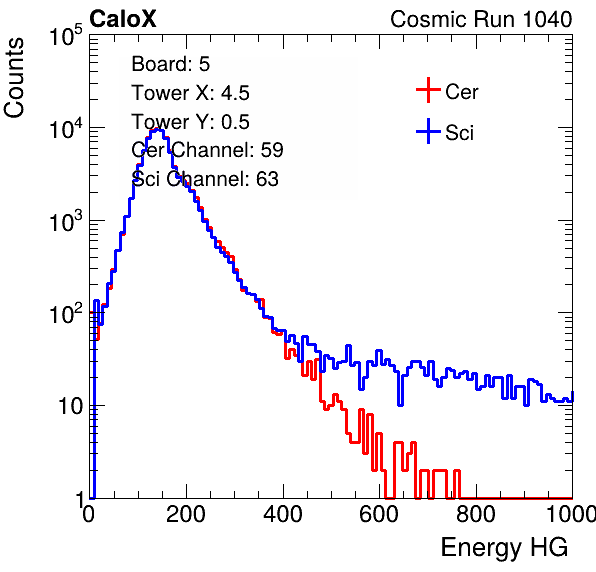 CaloX
Cosmic Run 1040
Counts
Board: 5
Tower X: 4.5
Tower Y: 0.5
Cer Channel: 59
Sci Channel: 63
Cer
Sci
10^5
10^4
10^3
10^2
10
1
0 200 400 600 800 1000
Energy HG